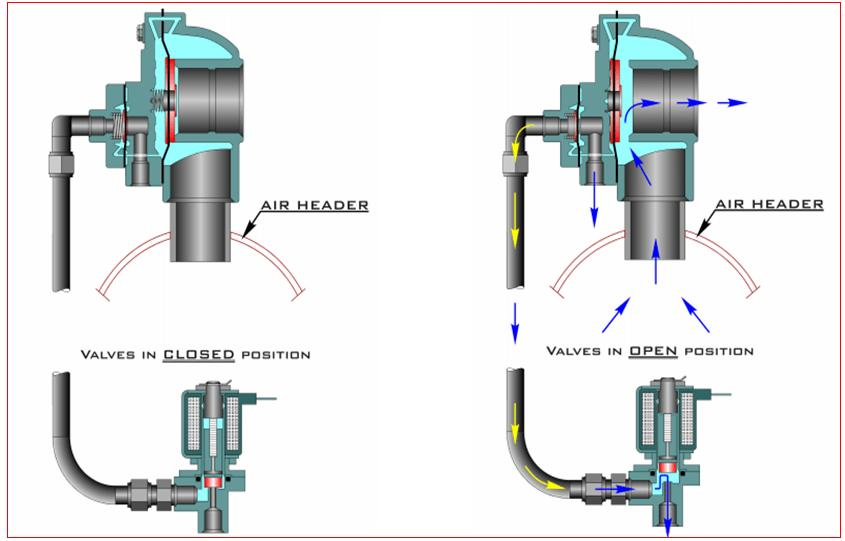 AIR HEADER
AIR HEADER
VALVES IN CLOSED POSITION
VALVES IN OPEN POSITION